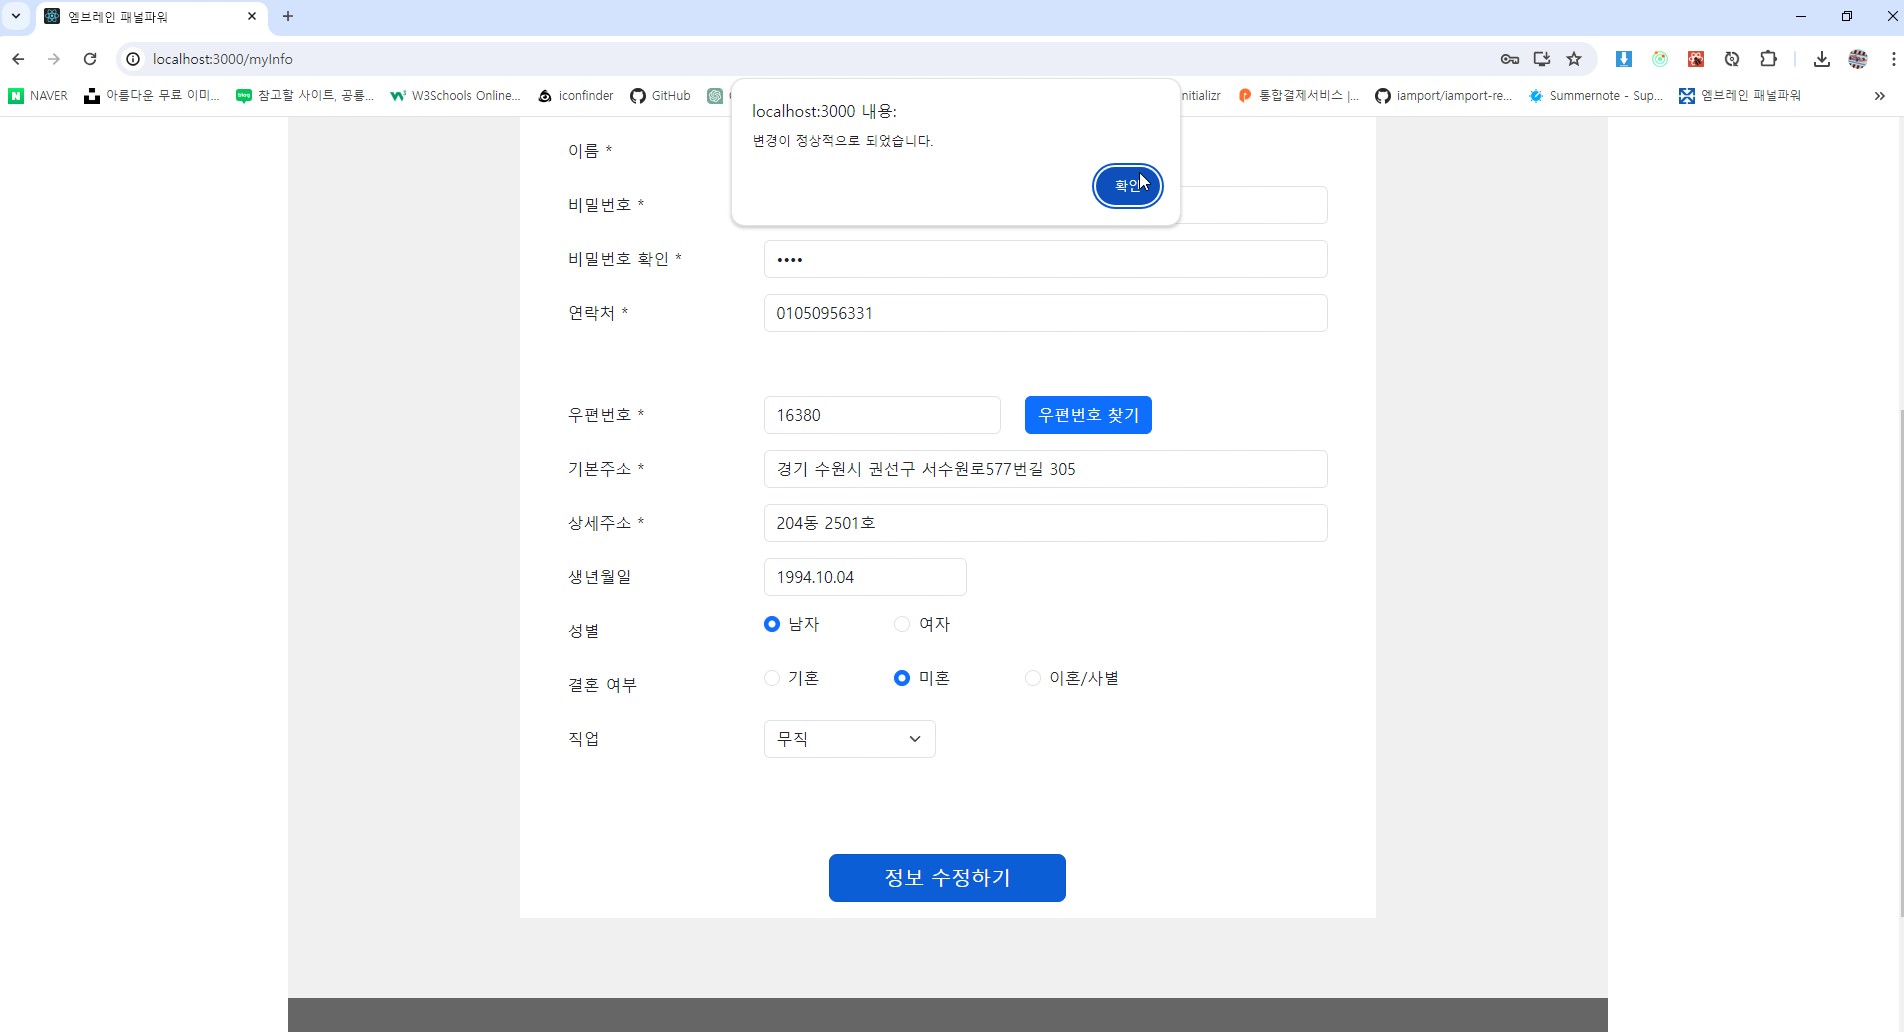 엠브레인 패널파워
localhost:3000/myInfo
NAVER 아름다운 무료 이미... 참고할 사이트, 공룡... W3Schools Online... iconfinder GitHub 통합결제서비스 |... iamport/iamport-re... Summernote - Sup... 엠브레인 패널파워
localhost:3000 내용:
변경이 정상적으로 되었습니다.
확인
이름 *
비밀번호 *
비밀번호 확인 * ••••
연락처 * 01050956331
우편번호 * 16380 우편번호 찾기
기본주소 * 경기 수원시 권선구 서수원로577번길 305
상세주소 * 204동 2501호
생년월일 1994.10.04
성별 남자 여자
결혼 여부 기혼 미혼 이혼/사별
직업 무직
정보 수정하기